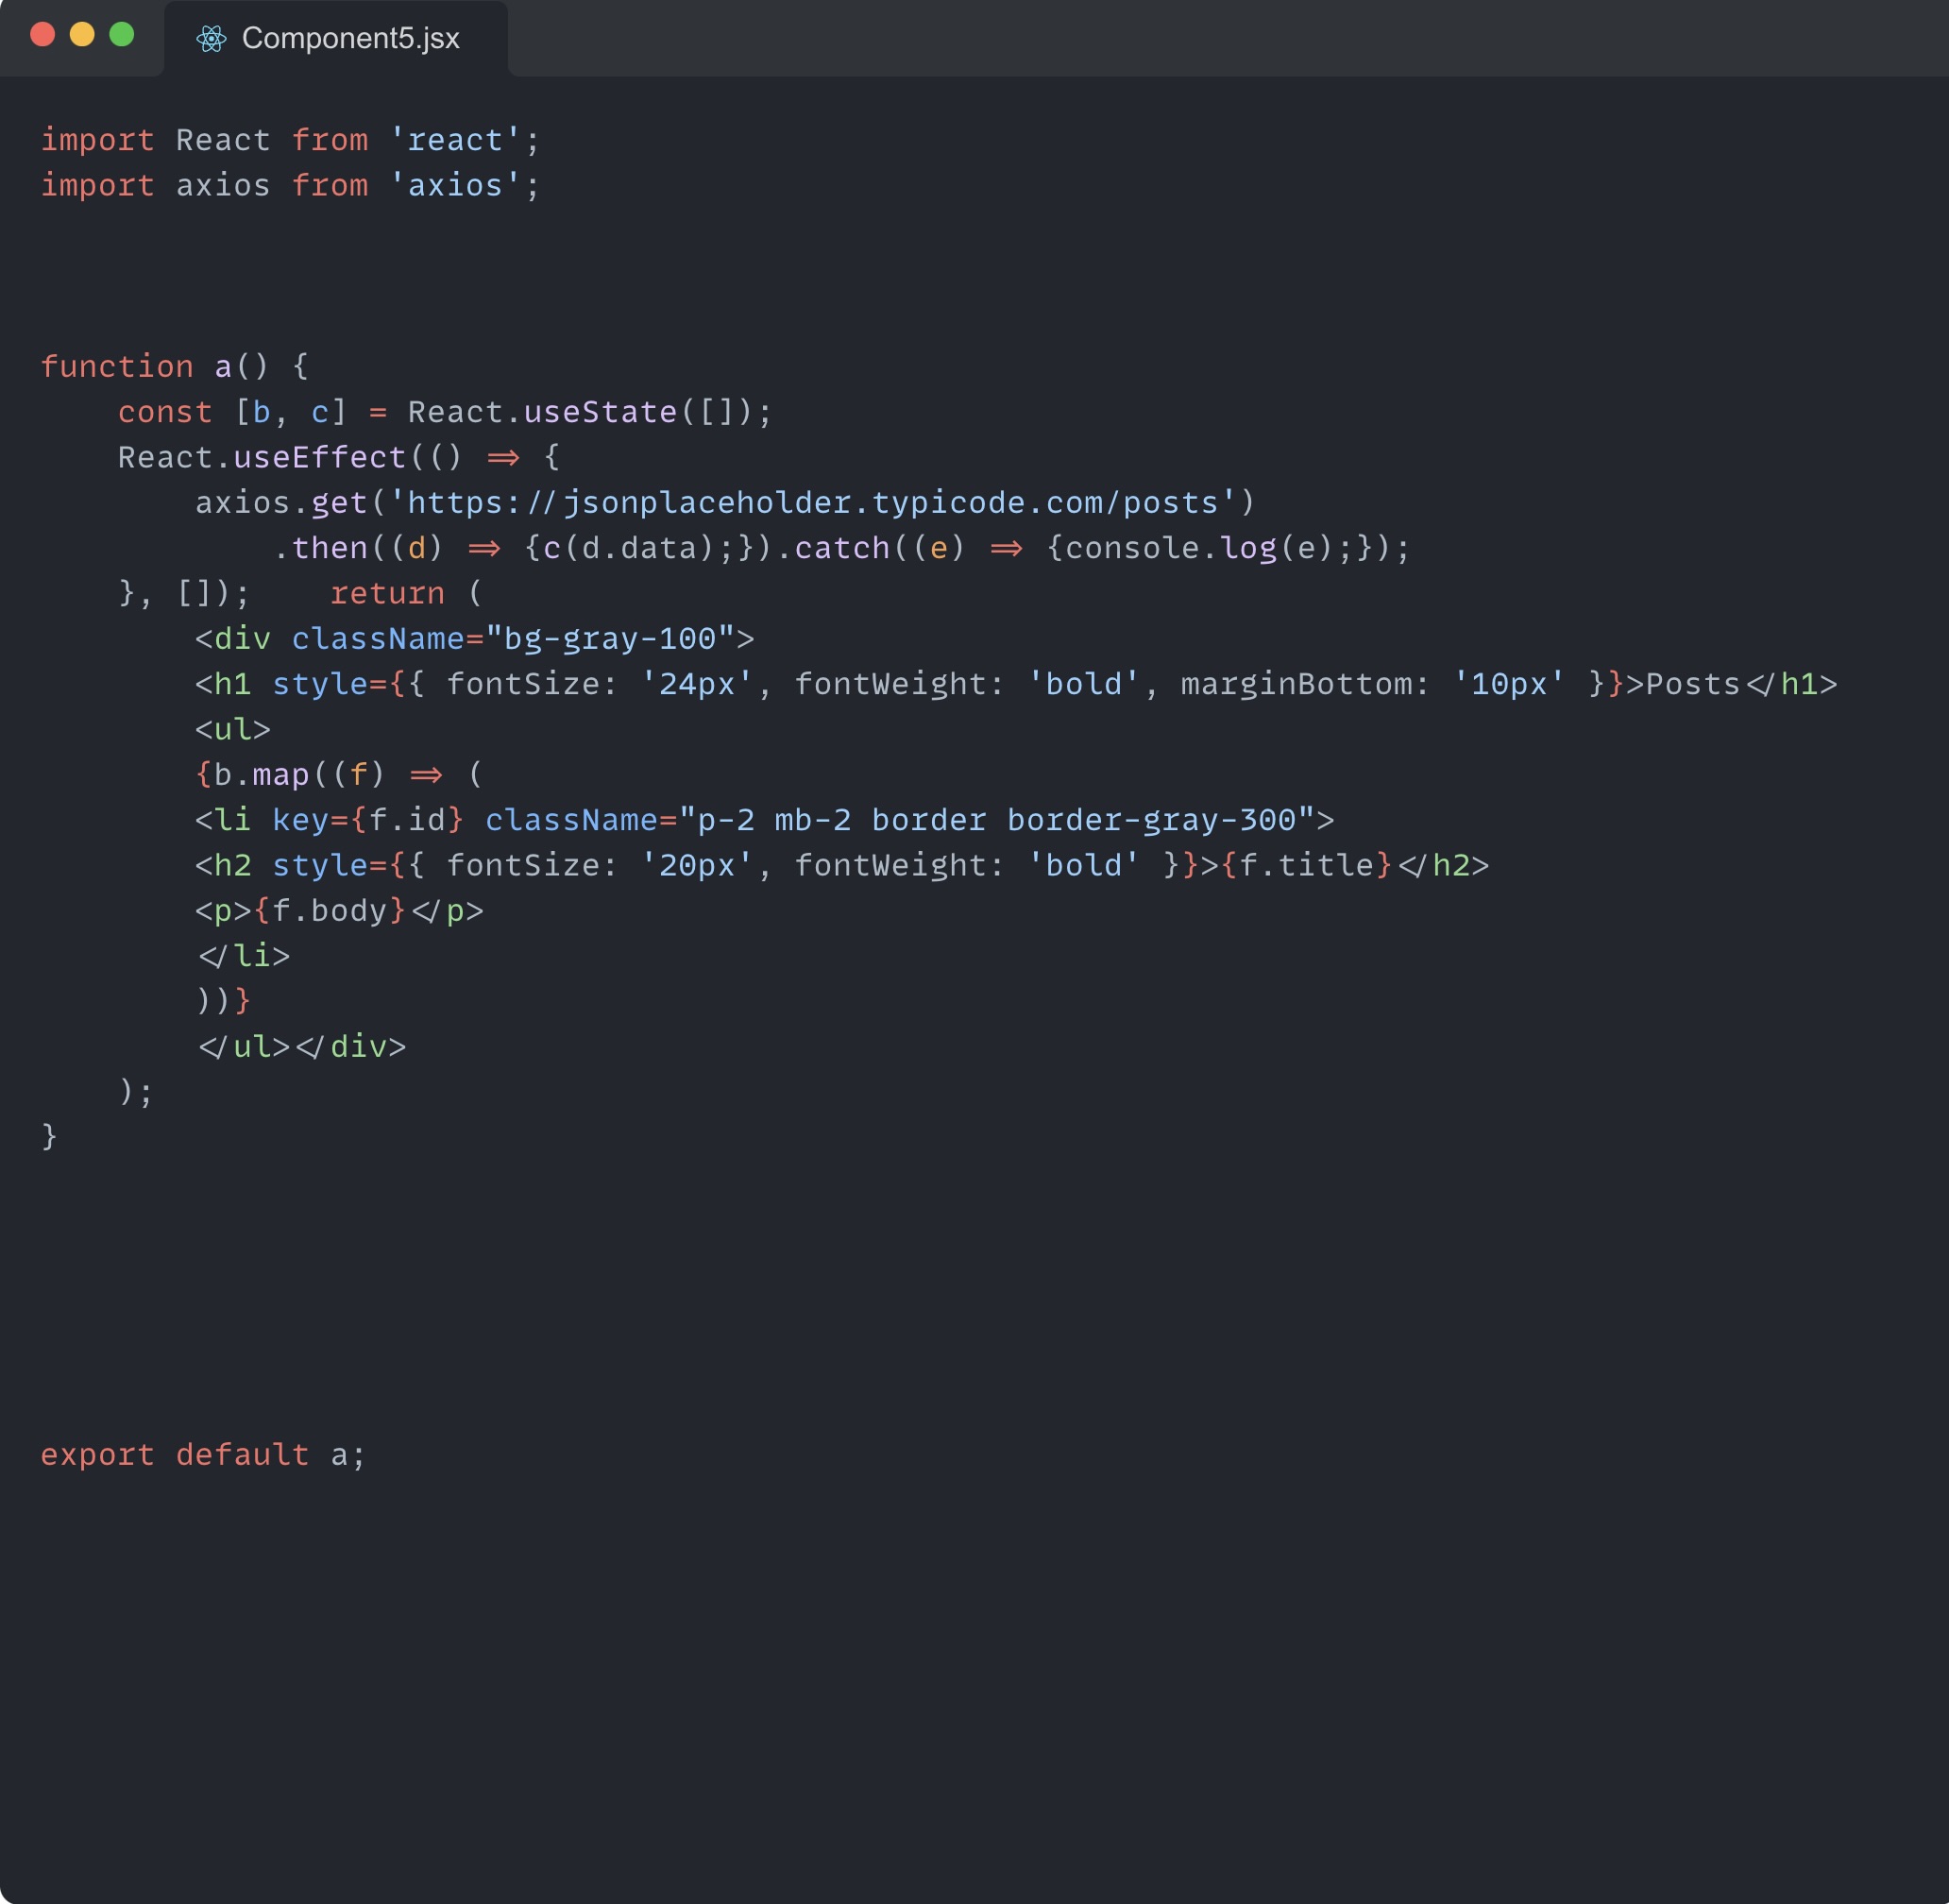 Component5.jsx
import React from 'react';
import axios from 'axios';
function a() {
    const [b, c] = React.useState([]);
    React.useEffect(() => {
        axios.get('https://jsonplaceholder.typicode.com/posts')
            .then((d) => {c(d.data);}).catch((e) => {console.log(e);});
    }, []);    return (
        <div className="bg-gray-100">
        <h1 style={{ fontSize: '24px', fontWeight: 'bold', marginBottom: '10px' }}>Posts</h1>
        <ul>
        {b.map((f) => (
        <li key={f.id} className="p-2 mb-2 border border-gray-300">
        <h2 style={{ fontSize: '20px', fontWeight: 'bold' }}>{f.title}</h2>
        <p>{f.body}</p>
        </li>
        ))}
        </ul></div>
    );
}
export default a;